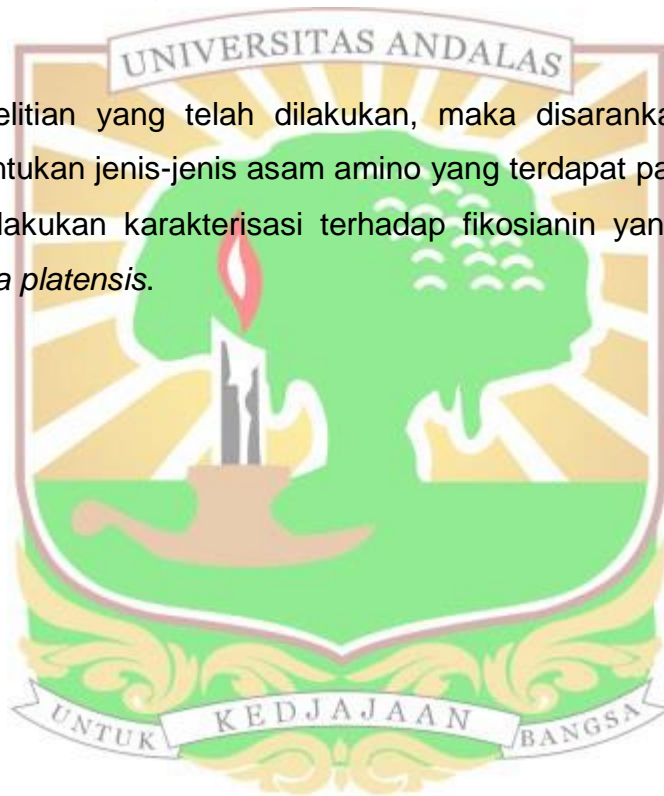 UNIVERSITAS ANDALAS
elitian yang telah dilakukan, maka disaranka
ntukan jenis-jenis asam amino yang terdapat pa
lakukan karakterisasi terhadap fikosianin yan
a platensis.
UNTUK KEDJAJAAN BANGSA